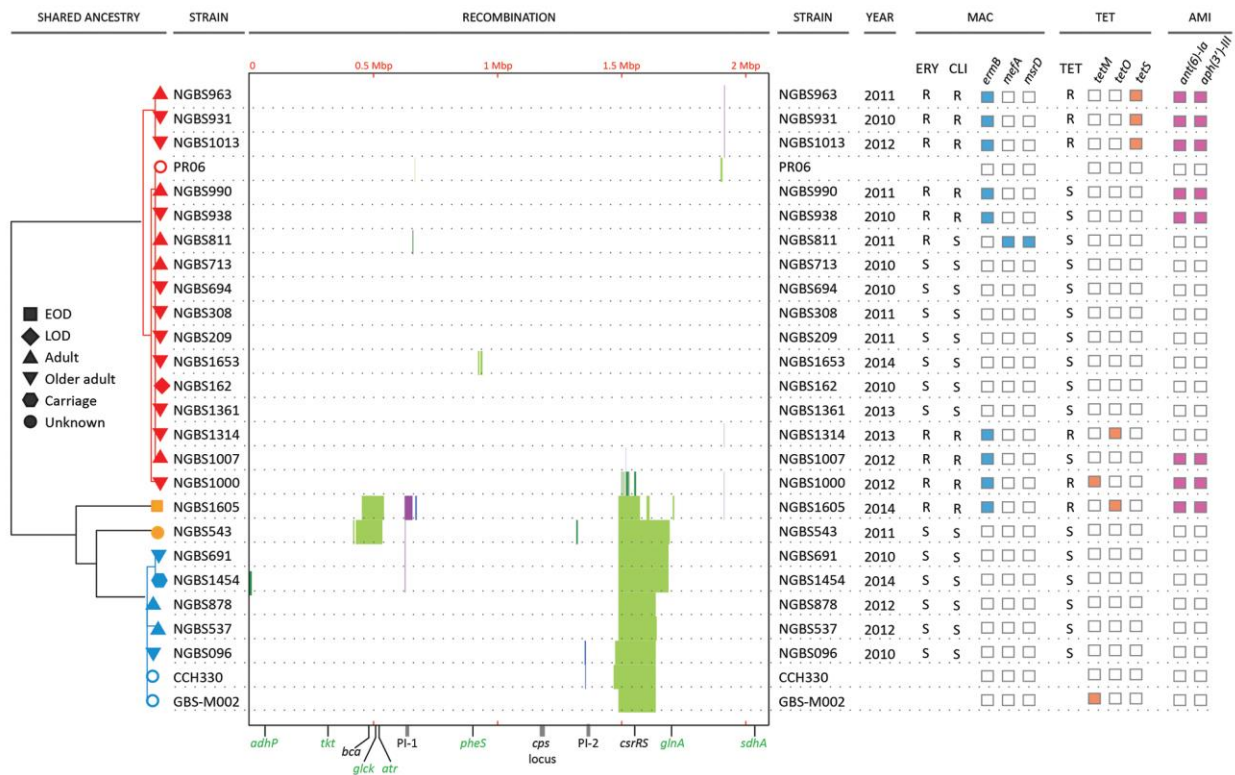 SHARED ANCESTRY STRAIN RECOMBINATION STRAIN YEAR MAC TET AMI
ERY CLI ermB mefA msrD TET tetM tetO tetS ant(6)-Ia aph(3')-III
0 0.5 Mbp 1 Mbp 1.5 Mbp 2 Mbp
NGBS963 NGBS963 2011 R R R
NGBS931 NGBS931 2010 R R R
NGBS1013 NGBS1013 2012 R R R
PR06 PR06
NGBS990 NGBS990 2011 R R S
NGBS938 NGBS938 2010 R R S
NGBS811 NGBS811 2011 R S S
NGBS713 NGBS713 2010 S S S
NGBS694 NGBS694 2010 S S S
NGBS308 NGBS308 2011 S S S
NGBS209 NGBS209 2011 S S S
NGBS1653 NGBS1653 2014 S S S
NGBS162 NGBS162 2010 S S S
NGBS1361 NGBS1361 2013 S S S
NGBS1314 NGBS1314 2013 R R R
NGBS1007 NGBS1007 2012 R R S
NGBS1000 NGBS1000 2012 R R R
NGBS1605 NGBS1605 2014 R R R
NGBS543 NGBS543 2011 S S S
NGBS691 NGBS691 2010 S S S
NGBS1454 NGBS1454 2014 S S S
NGBS878 NGBS878 2012 S S S
NGBS537 NGBS537 2012 S S S
NGBS096 NGBS096 2010 S S S
CCH330 CCH330
GBS-M002 GBS-M002
EOD
LOD
Adult
Older adult
Carriage
Unknown
adhP tkt bca PI-1 pheS cps PI-2 csrRS glnA sdhA
glck atr locus